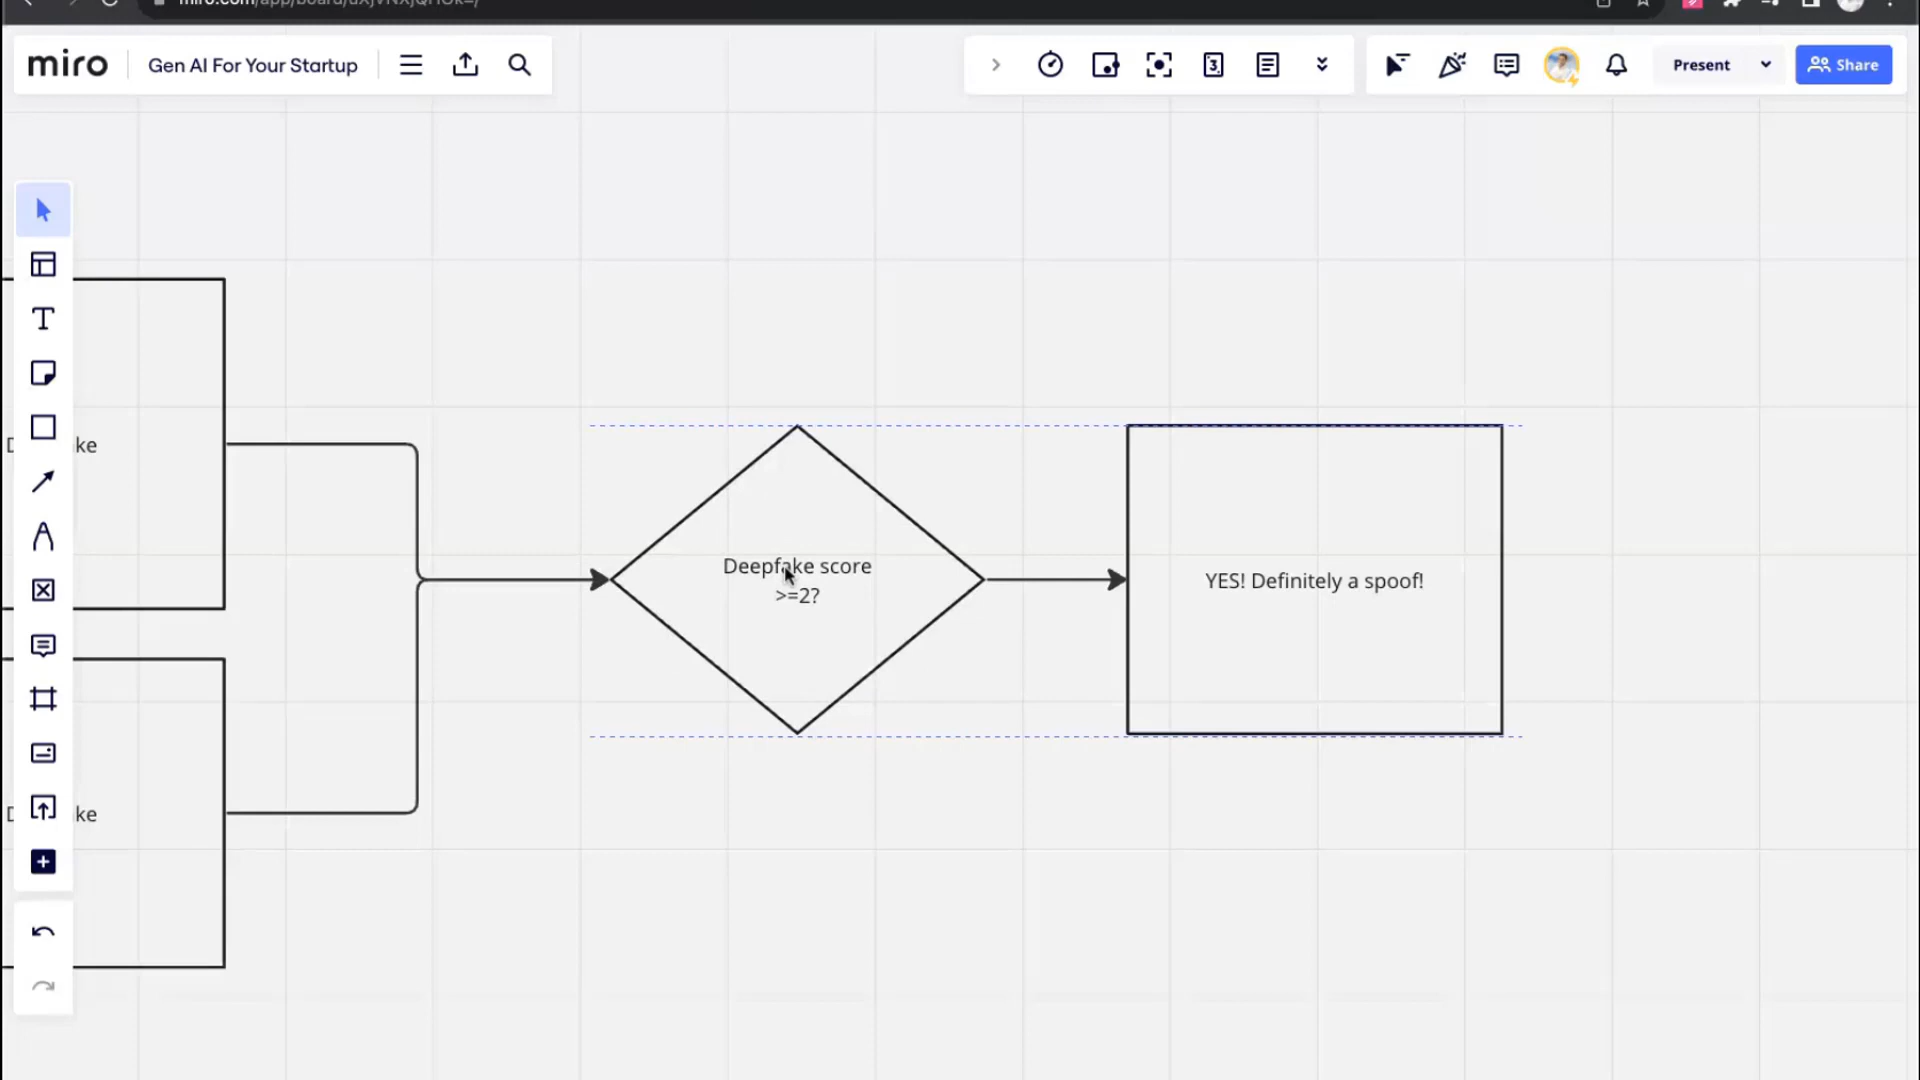 miro
Gen AI For Your Startup
Present
Share
D
ke
Deepfake score
>=2?
YES! Definitely a spoof!
D
ke